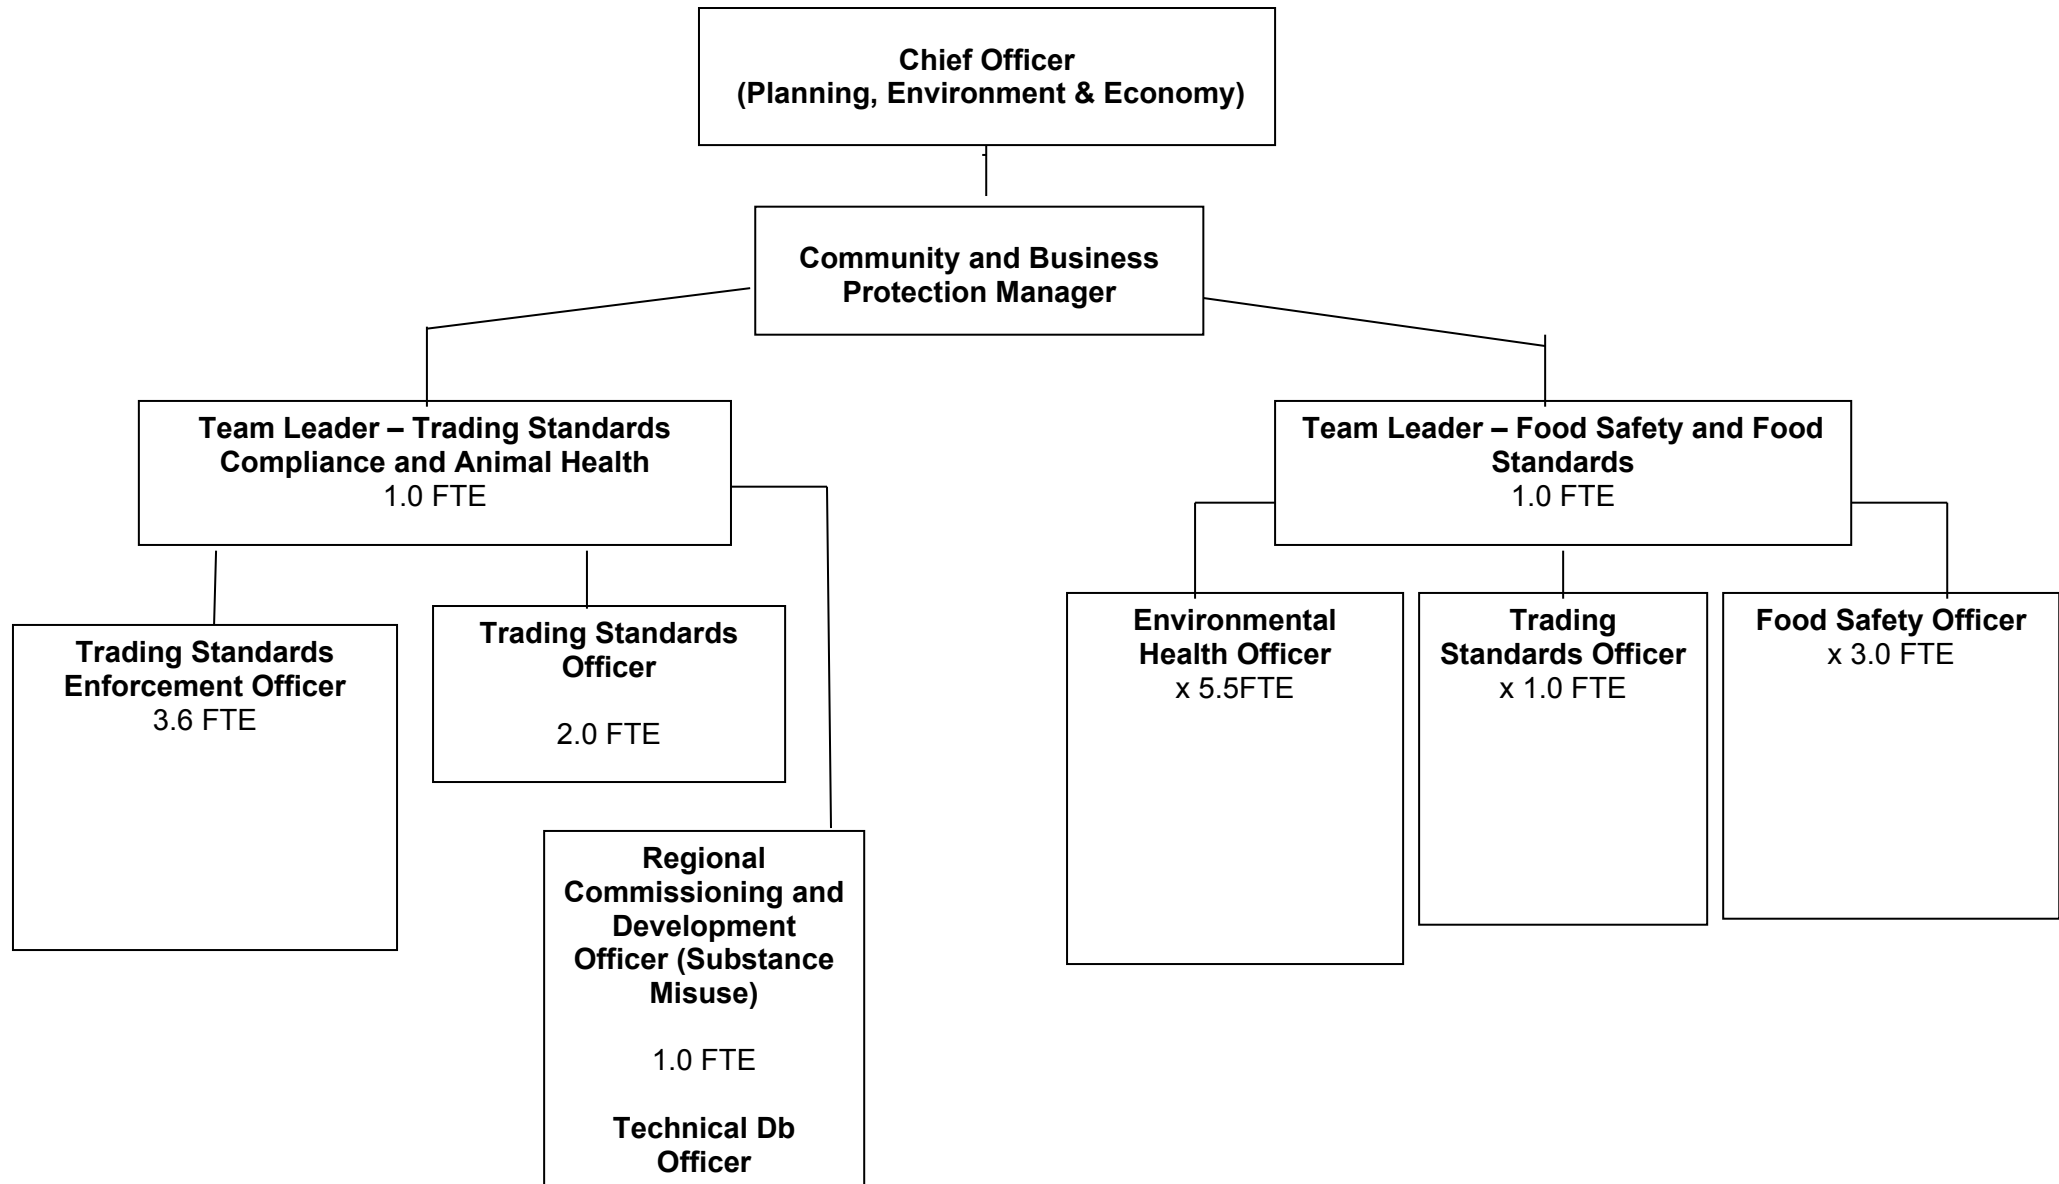 Chief Officer
(Planning, Environment & Economy)
Community and Business
Protection Manager
Team Leader – Trading Standards
Compliance and Animal Health
1.0 FTE
Team Leader – Food Safety and Food
Standards
1.0 FTE
Trading Standards
Enforcement Officer
3.6 FTE
Trading Standards
Officer
2.0 FTE
Regional
Commissioning and
Development
Officer (Substance
Misuse)
1.0 FTE
Technical Db
Officer
Environmental
Health Officer
x 5.5FTE
Trading
Standards Officer
x 1.0 FTE
Food Safety Officer
x 3.0 FTE